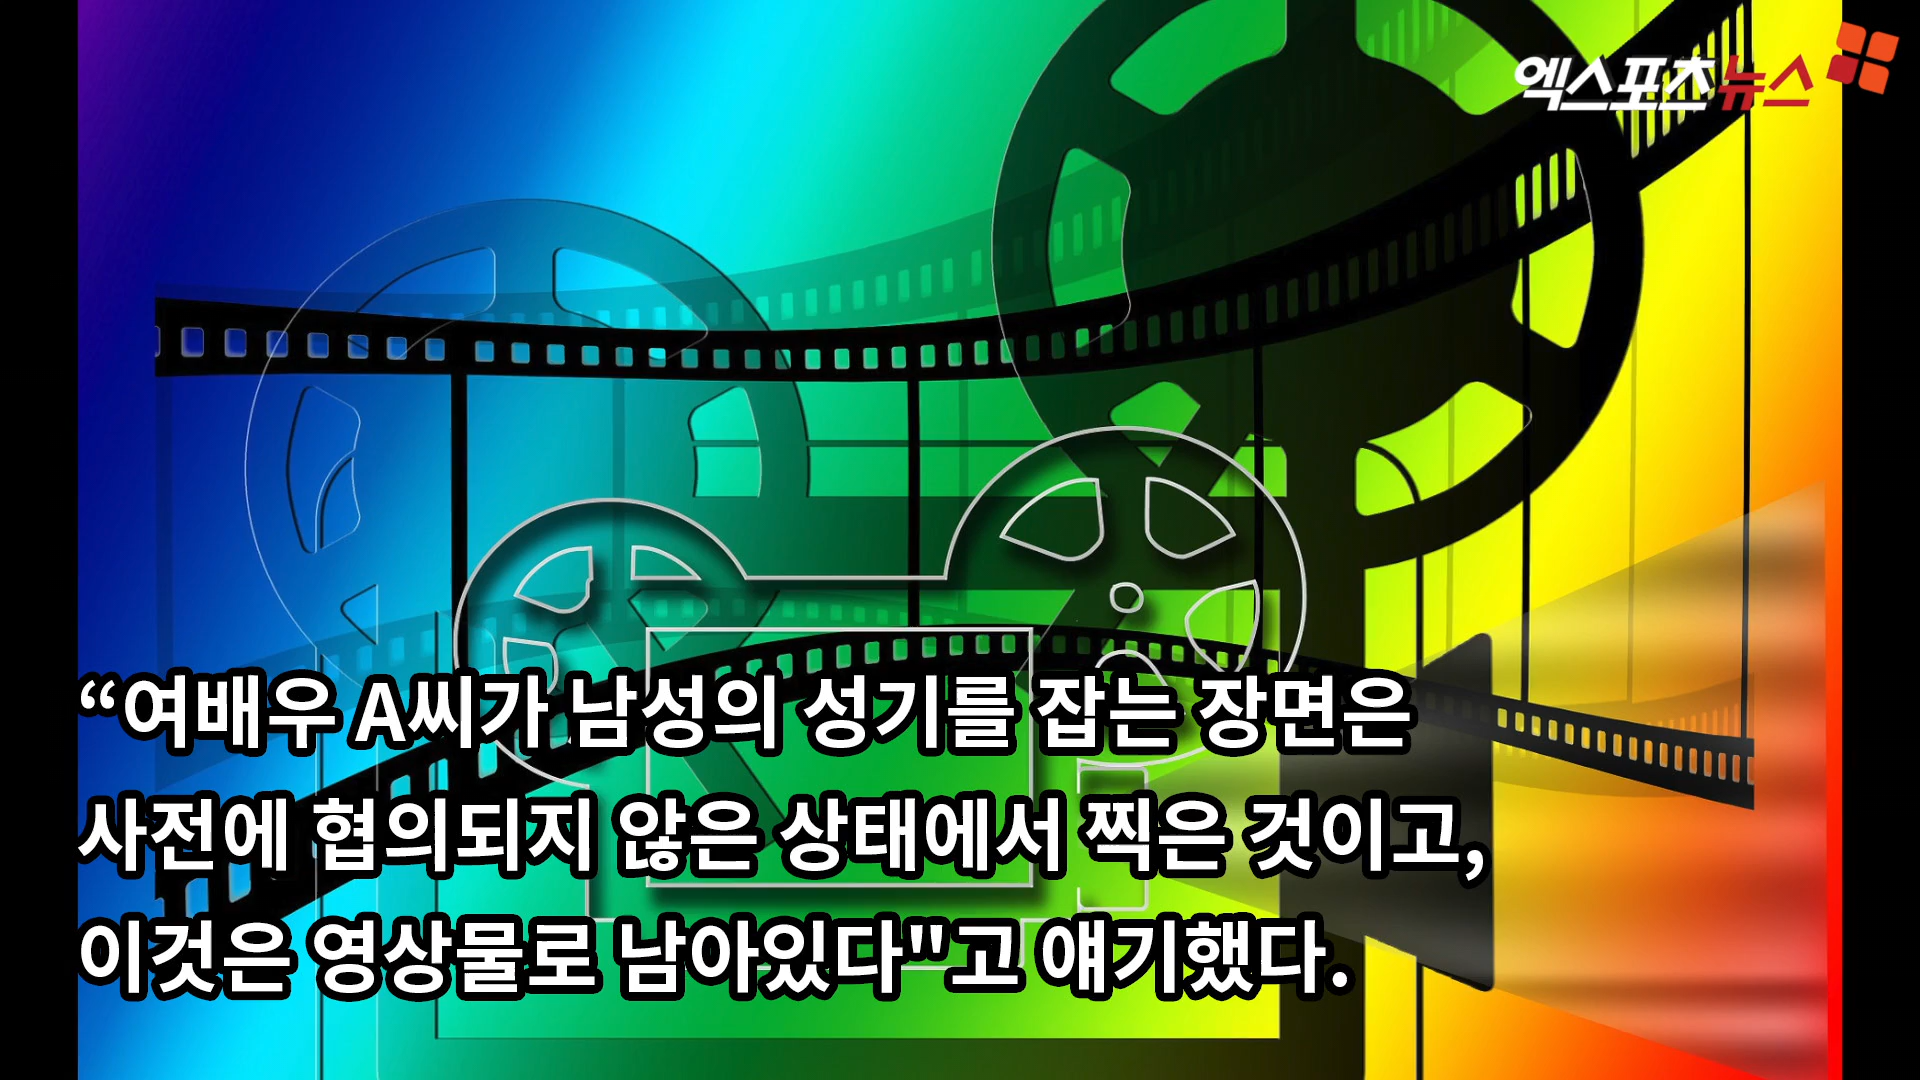 엑스포츠뉴스
“여배우 A씨가 남성의 성기를 잡는 장면은
사전에 협의되지 않은 상태에서 찍은 것이고,
이것은 영상물로 남아있다"고 얘기했다.